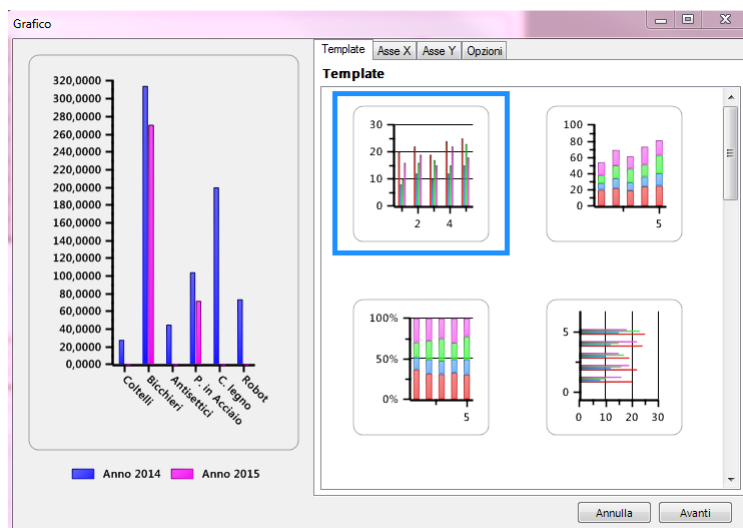 Grafico
Template Asse X Asse Y Opzioni
Template
320,0000
300,0000
280,0000
260,0000
240,0000
220,0000
200,0000
180,0000
160,0000
140,0000
120,0000
100,0000
80,0000
60,0000
40,0000
20,0000
0,0000
Coltelli
Bicchieri
Antisettici
P. in Acciaio
C. legno
Robot
Anno 2014 Anno 2015
30
20
10
0
2 4
100
80
60
40
20
0
5
100%
50%
0%
5
5
0
0 10 20 30
Annulla Avanti